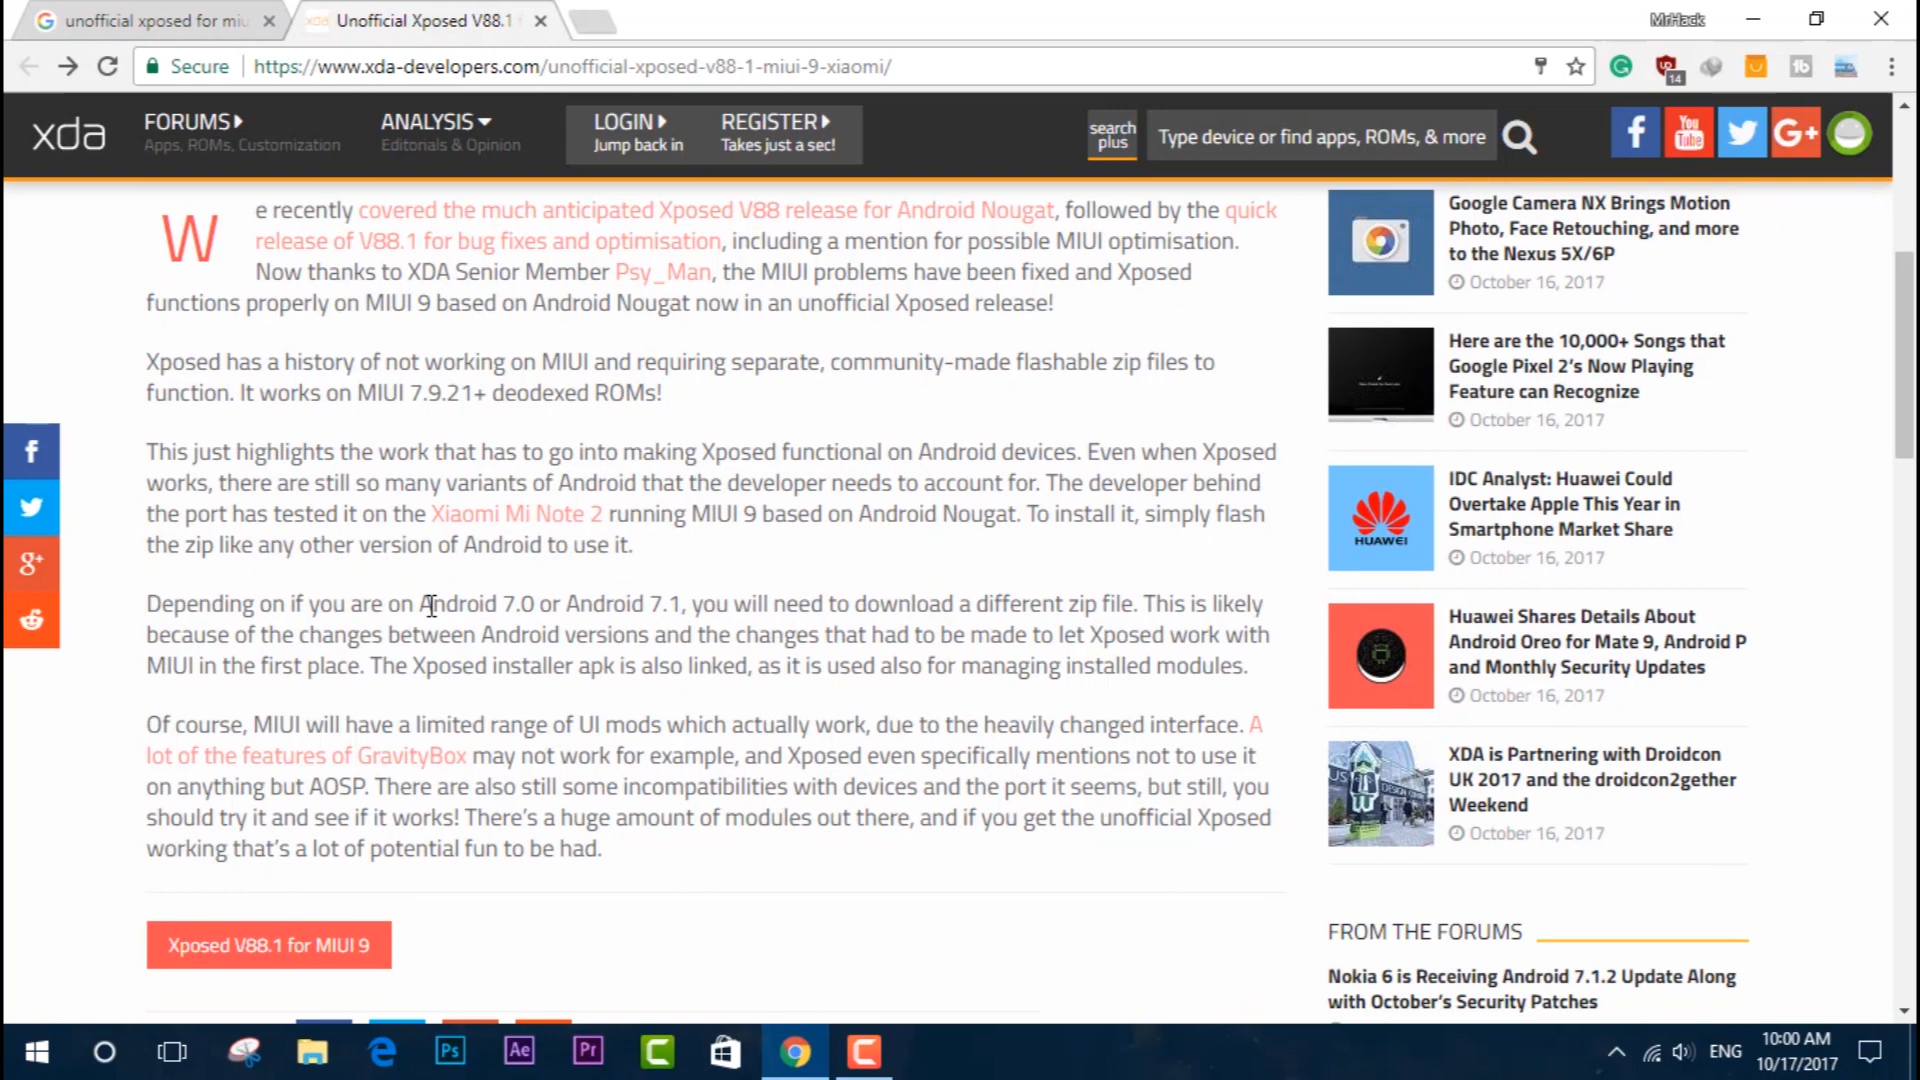 unofficial xposed for miu
Unofficial Xposed V88.1 f
MrHack
Secure
https://www.xda-developers.com/unofficial-xposed-v88-1-miui-9-xiaomi/
14
xda
FORUMS
Apps, ROMs, Customization
ANALYSIS
Editorials & Opinion
LOGIN
Jump back in
REGISTER
Takes just a sec!
search
plus
Type device or find apps, ROMs, & more
You
Tube
G+
We recently covered the much anticipated Xposed V88 release for Android Nougat, followed by the quick
release of V88.1 for bug fixes and optimisation, including a mention for possible MIUI optimisation.
Now thanks to XDA Senior Member Psy_Man, the MIUI problems have been fixed and Xposed
functions properly on MIUI 9 based on Android Nougat now in an unofficial Xposed release!
Xposed has a history of not working on MIUI and requiring separate, community-made flashable zip files to
function. It works on MIUI 7.9.21+ deodexed ROMs!
This just highlights the work that has to go into making Xposed functional on Android devices. Even when Xposed
works, there are still so many variants of Android that the developer needs to account for. The developer behind
the port has tested it on the Xiaomi Mi Note 2 running MIUI 9 based on Android Nougat. To install it, simply flash
the zip like any other version of Android to use it.
Depending on if you are on Android 7.0 or Android 7.1, you will need to download a different zip file. This is likely
because of the changes between Android versions and the changes that had to be made to let Xposed work with
MIUI in the first place. The Xposed installer apk is also linked, as it is used also for managing installed modules.
Of course, MIUI will have a limited range of UI mods which actually work, due to the heavily changed interface. A
lot of the features of GravityBox may not work for example, and Xposed even specifically mentions not to use it
on anything but AOSP. There are also still some incompatibilities with devices and the port it seems, but still, you
should try it and see if it works! There's a huge amount of modules out there, and if you get the unofficial Xposed
working that's a lot of potential fun to be had.
Xposed V88.1 for MIUI 9
Google Camera NX Brings Motion
Photo, Face Retouching, and more
to the Nexus 5X/6P
October 16, 2017
Here are the 10,000+ Songs that
Google Pixel 2's Now Playing
Feature can Recognize
October 16, 2017
HUAWEI
IDC Analyst: Huawei Could
Overtake Apple This Year in
Smartphone Market Share
October 16, 2017
Huawei Shares Details About
Android Oreo for Mate 9, Android P
and Monthly Security Updates
October 16, 2017
XDA is Partnering with Droidcon
UK 2017 and the droidcon2gether
Weekend
October 16, 2017
FROM THE FORUMS
Nokia 6 is Receiving Android 7.1.2 Update Along
with October's Security Patches
Ps
Ae
Pr
ENG
10:00 AM
10/17/2017